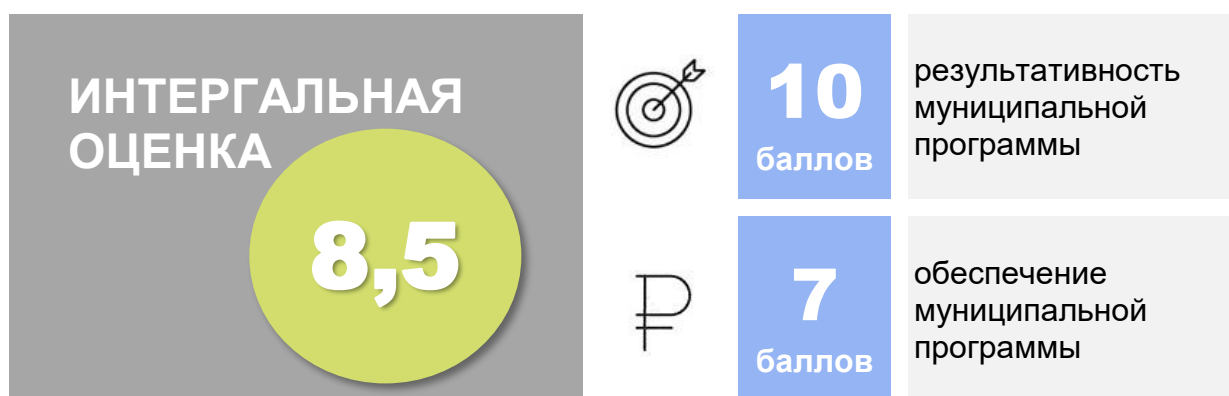 ИНТЕРГАЛЬНАЯ
ОЦЕНКА
8,5
10
баллов
результативность
муниципальной
программы
7
баллов
обеспечение
муниципальной
программы